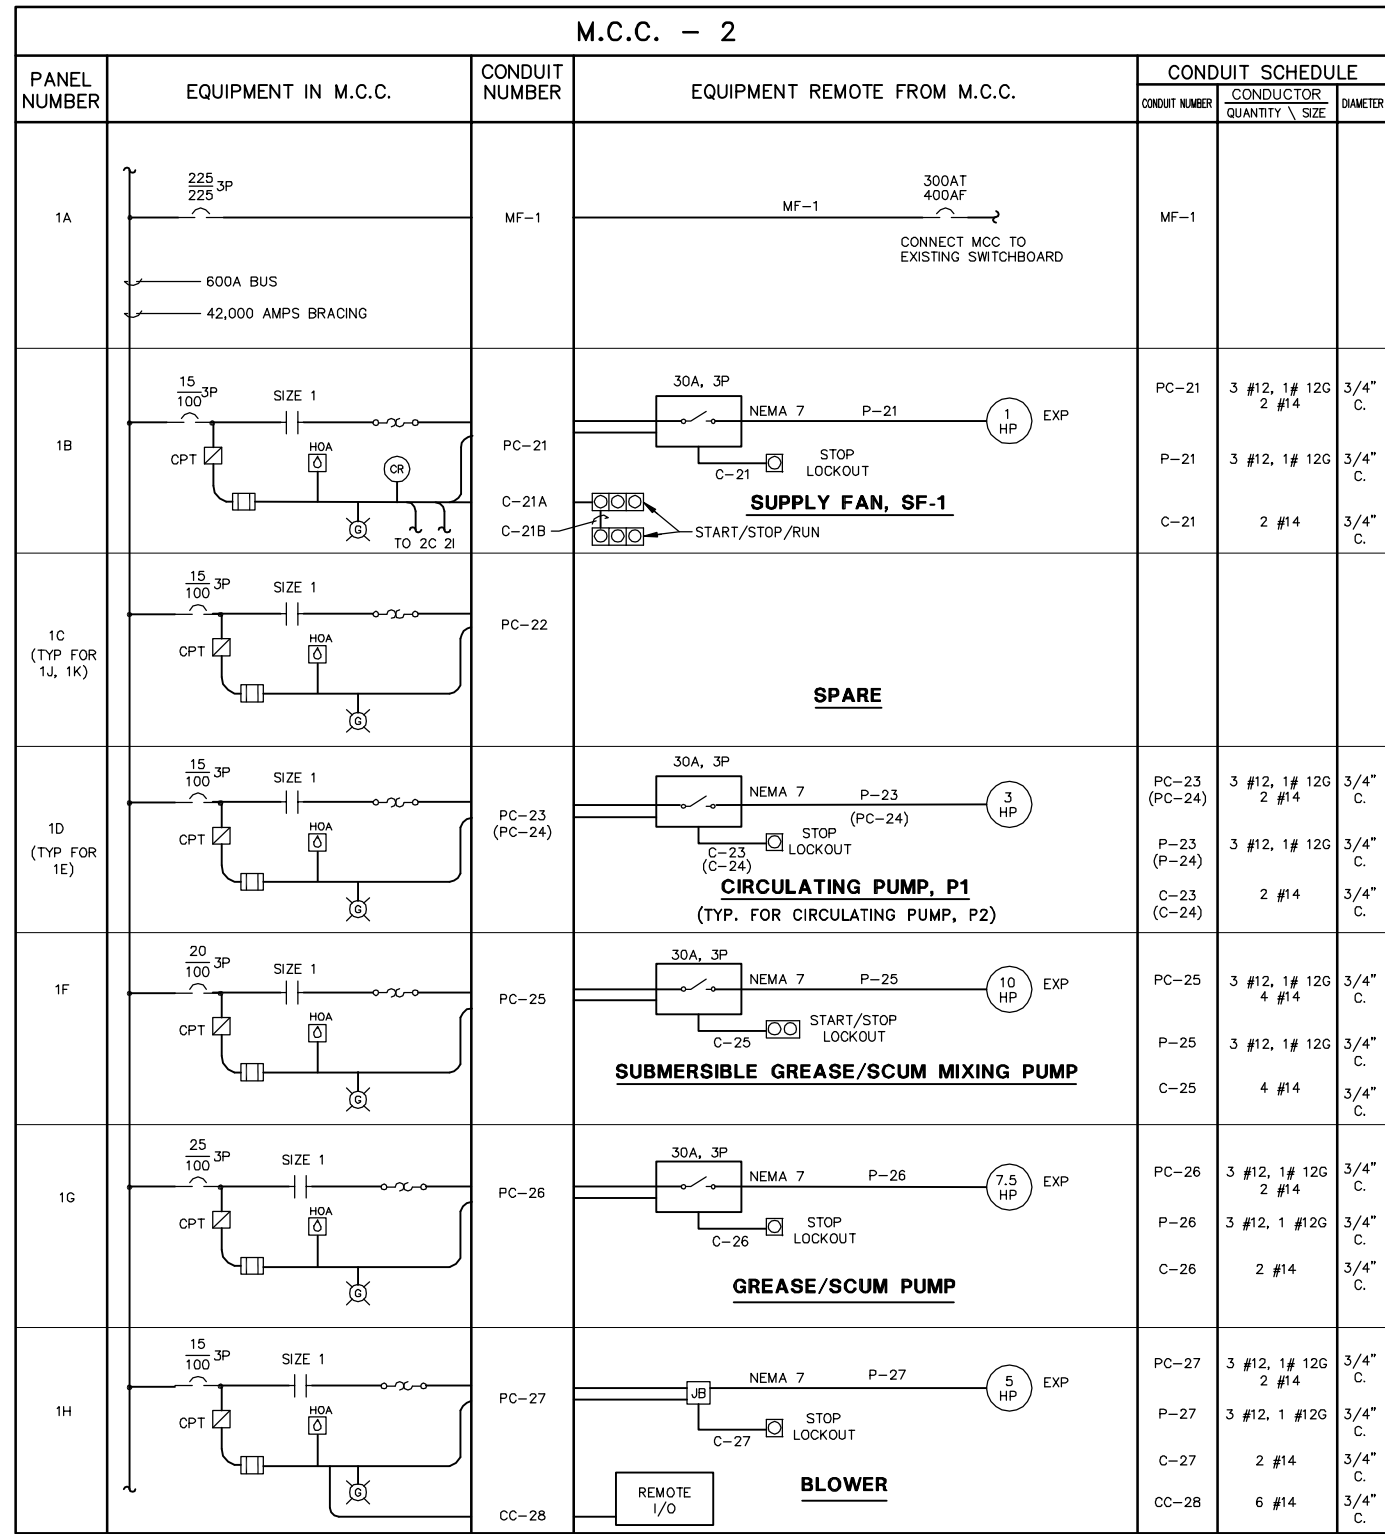 M.C.C. — 2
PANEL NUMBER
EQUIPMENT IN M.C.C.
CONDUIT NUMBER
EQUIPMENT REMOTE FROM M.C.C.
CONDUIT SCHEDULE
CONDUIT NUMBER
CONDUCTOR
QUANTITY \ SIZE
DIAMETER
1A
225
225 3P
600A BUS
42,000 AMPS BRACING
MF-1
MF-1
300AT
400AF
CONNECT MCC TO
EXISTING SWITCHBOARD
MF-1
1B
15
100 3P
SIZE 1
CPT
HOA
CR
G
TO 2C 2I
PC-21
C-21A
C-21B
30A, 3P
NEMA 7
P-21
1
HP
EXP
C-21
STOP
LOCKOUT
SUPPLY FAN, SF-1
START/STOP/RUN
PC-21
3 #12, 1# 12G
2 #14
3/4"
C.
P-21
3 #12, 1# 12G
3/4"
C.
C-21
2 #14
3/4"
C.
1C
(TYP FOR
1J, 1K)
15
100 3P
SIZE 1
CPT
HOA
G
PC-22
SPARE
1D
(TYP FOR
1E)
15
100 3P
SIZE 1
CPT
HOA
G
PC-23
(PC-24)
30A, 3P
NEMA 7
P-23
(PC-24)
3
HP
C-23
(C-24)
STOP
LOCKOUT
CIRCULATING PUMP, P1
(TYP. FOR CIRCULATING PUMP, P2)
PC-23
(PC-24)
3 #12, 1# 12G
2 #14
3/4"
C.
P-23
(P-24)
3 #12, 1# 12G
3/4"
C.
C-23
(C-24)
2 #14
3/4"
C.
1F
20
100 3P
SIZE 1
CPT
HOA
G
PC-25
30A, 3P
NEMA 7
P-25
10
HP
EXP
C-25
START/STOP
LOCKOUT
SUBMERSIBLE GREASE/SCUM MIXING PUMP
PC-25
3 #12, 1# 12G
4 #14
3/4"
C.
P-25
3 #12, 1# 12G
3/4"
C.
C-25
4 #14
3/4"
C.
1G
25
100 3P
SIZE 1
CPT
HOA
G
PC-26
30A, 3P
NEMA 7
P-26
7.5
HP
EXP
C-26
STOP
LOCKOUT
GREASE/SCUM PUMP
PC-26
3 #12, 1# 12G
2 #14
3/4"
C.
P-26
3 #12, 1 #12G
3/4"
C.
C-26
2 #14
3/4"
C.
1H
15
100 3P
SIZE 1
CPT
HOA
G
PC-27
CC-28
JB
NEMA 7
P-27
5
HP
EXP
C-27
STOP
LOCKOUT
REMOTE
I/O
BLOWER
PC-27
3 #12, 1# 12G
2 #14
3/4"
C.
P-27
3 #12, 1 #12G
3/4"
C.
C-27
2 #14
3/4"
C.
CC-28
6 #14
3/4"
C.